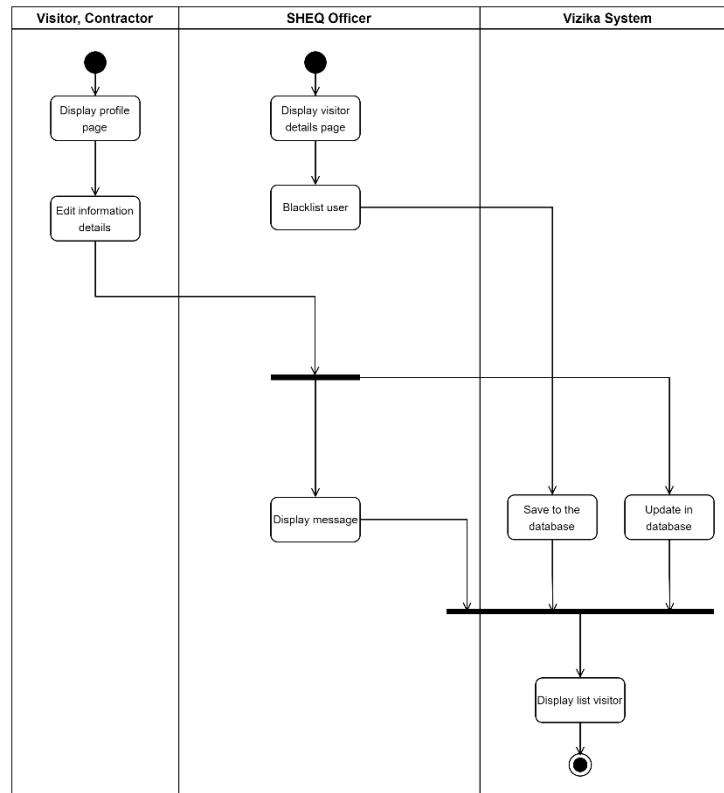 Visitor, Contractor
SHEQ Officer
Vizika System
Display profile
page
Display visitor
details page
Edit information
details
Blacklist user
Display message
Save to the
database
Update in
database
Display list visitor